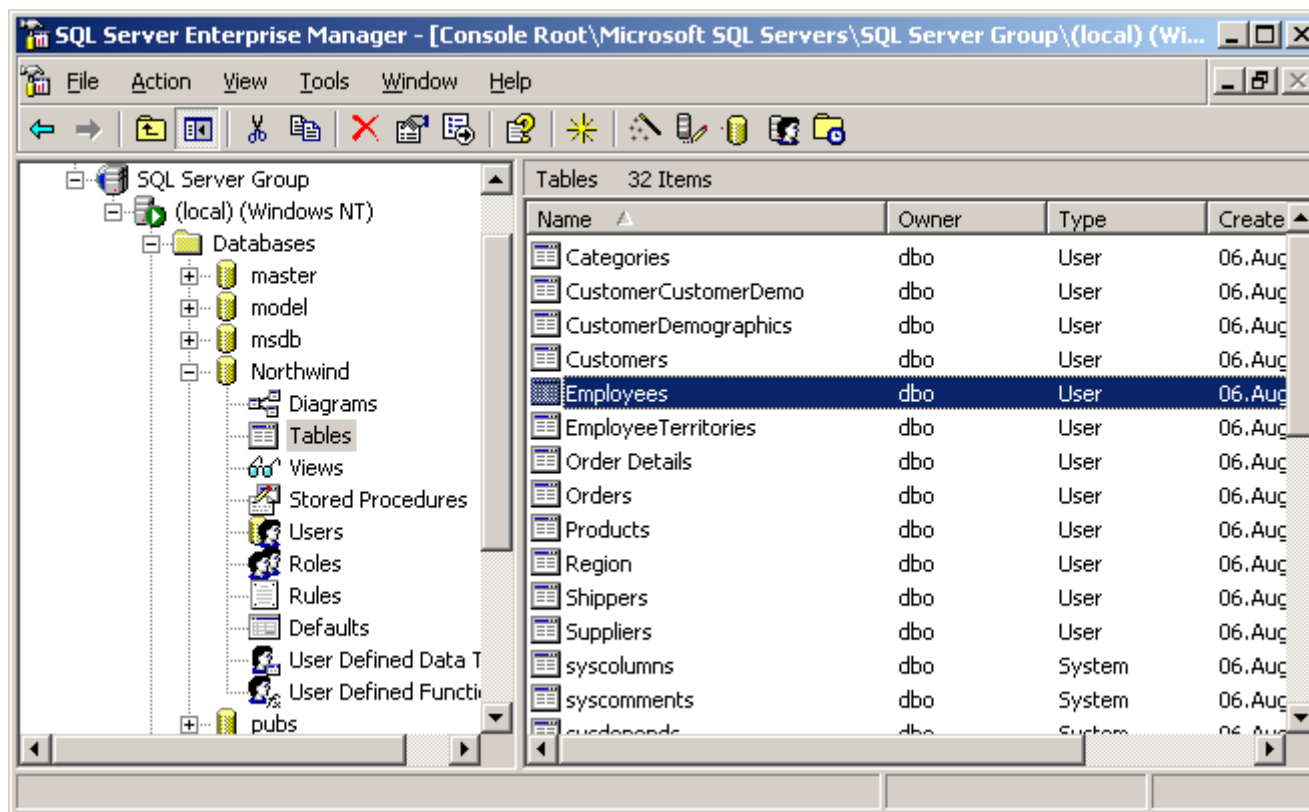 SQL Server Enterprise Manager - [Console Root\Microsoft SQL Servers\SQL Server Group\(local) (Wi...
File Action View Tools Window Help
SQL Server Group
(local) (Windows NT)
Databases
master
model
msdb
Northwind
Diagrams
Tables
Views
Stored Procedures
Users
Roles
Rules
Defaults
User Defined Data T
User Defined Functi
pubs
Tables 32 Items
Name Owner Type Create
Categories dbo User 06.Aug
CustomerCustomerDemo dbo User 06.Aug
CustomerDemographics dbo User 06.Aug
Customers dbo User 06.Aug
Employees dbo User 06.Aug
EmployeeTerritories dbo User 06.Aug
Order Details dbo User 06.Aug
Orders dbo User 06.Aug
Products dbo User 06.Aug
Region dbo User 06.Aug
Shippers dbo User 06.Aug
Suppliers dbo User 06.Aug
syscolumns dbo System 06.Aug
syscomments dbo System 06.Aug
sysdepends dbo System 06.Aug